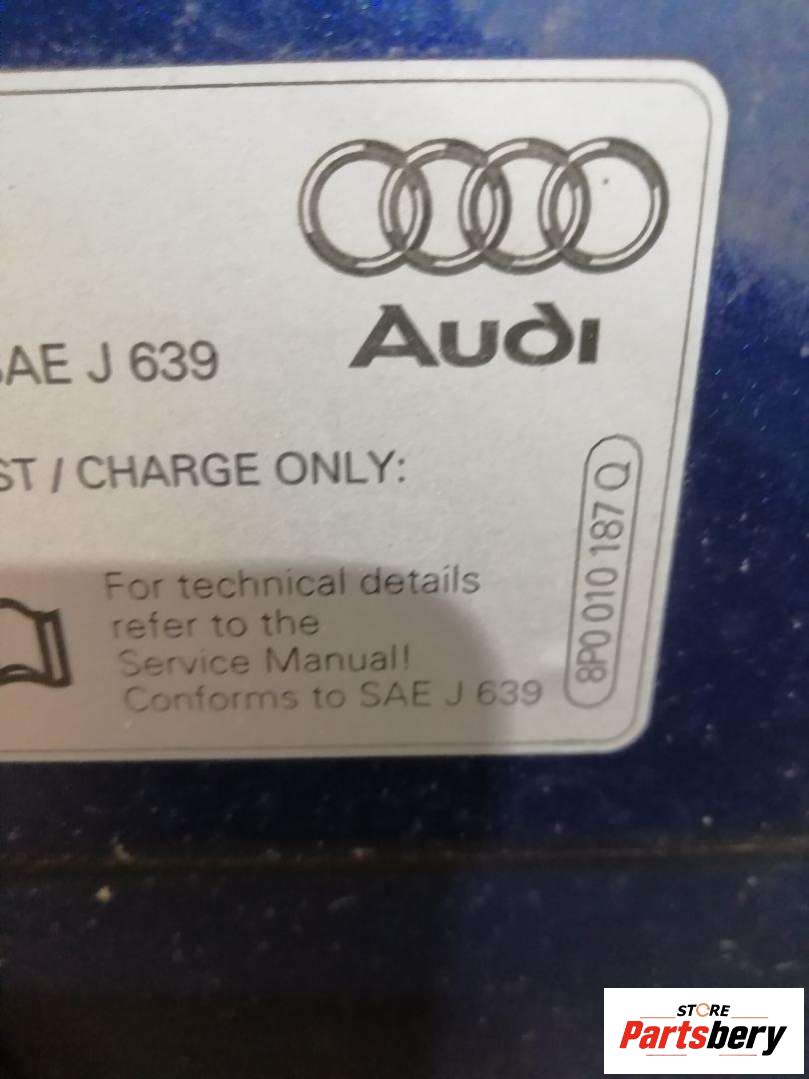 Audi
SAE J 639
ST / CHARGE ONLY:
For technical details
refer to the
Service Manual!
Conforms to SAE J 639
8P0 010 187 Q
STORE
Partsbery